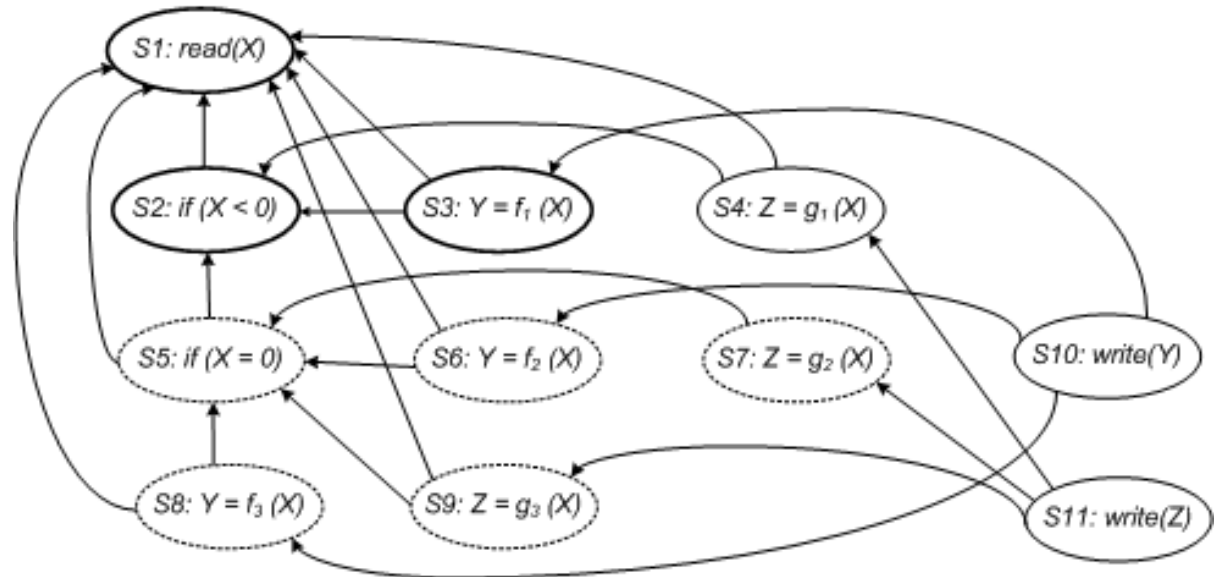 S1: read(X)
S2: if (X < 0)
S3: Y = f₁ (X)
S4: Z = g₁ (X)
S5: if (X = 0)
S6: Y = f₂ (X)
S7: Z = g₂ (X)
S10: write(Y)
S8: Y = f₃ (X)
S9: Z = g₃ (X)
S11: write(Z)